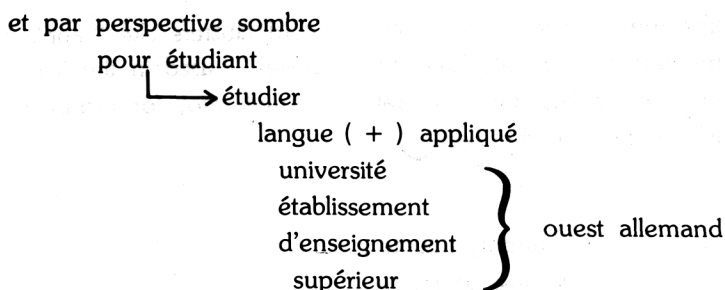 et par perspective sombre
pour étudiant
étudier
langue ( + ) appliqué
université
établissement
d'enseignement
supérieur
ouest allemand